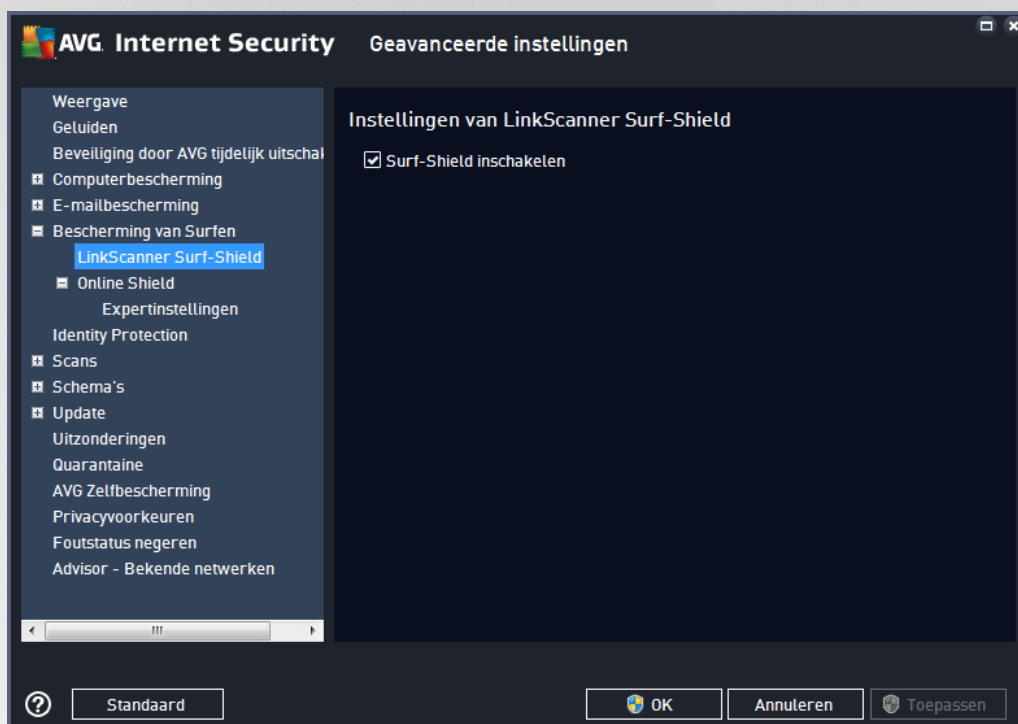 AVG. Internet Security Geavanceerde instellingen
Weergave
Geluiden
Beveiliging door AVG tijdelijk uitschal
Computerbescherming
E-mailbescherming
Bescherming van Surfen
LinkScanner Surf-Shield
Online Shield
Expertinstellingen
Identity Protection
Scans
Schema's
Update
Uitzonderingen
Quarantaine
AVG Zelfbescherming
Privacyvoorkeuren
Foutstatus negeren
Advisor - Bekende netwerken
Instellingen van LinkScanner Surf-Shield
Surf-Shield inschakelen
Standaard
OK
Annuleren
Toepassen